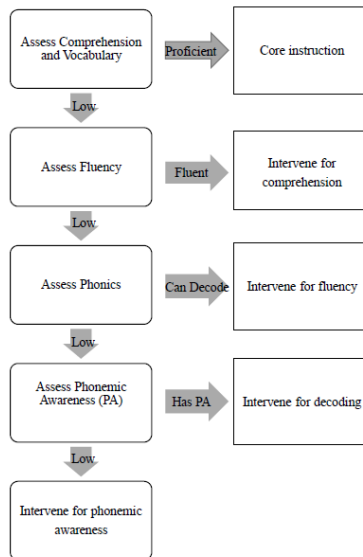 Assess Comprehension
and Vocabulary
Proficient
Core instruction
Low
Assess Fluency
Fluent
Intervene for
comprehension
Low
Assess Phonics
Can Decode
Intervene for fluency
Low
Assess Phonemic
Awareness (PA)
Has PA
Intervene for decoding
Low
Intervene for phonemic
awareness